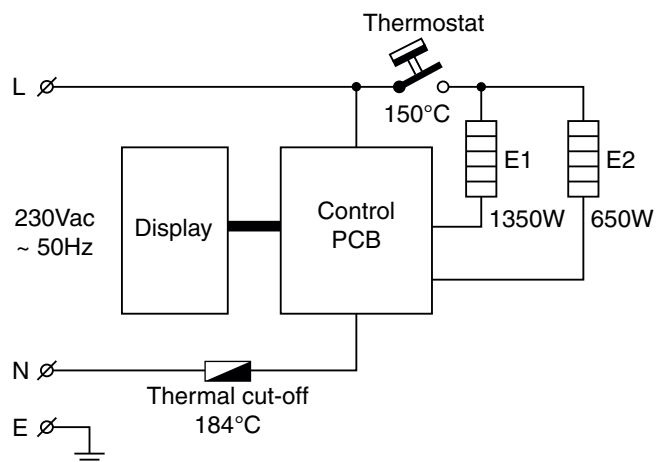 Thermostat
L
150°C
E1
E2
1350W
650W
230Vac
~ 50Hz
Display
Control
PCB
N
Thermal cut-off
184°C
E